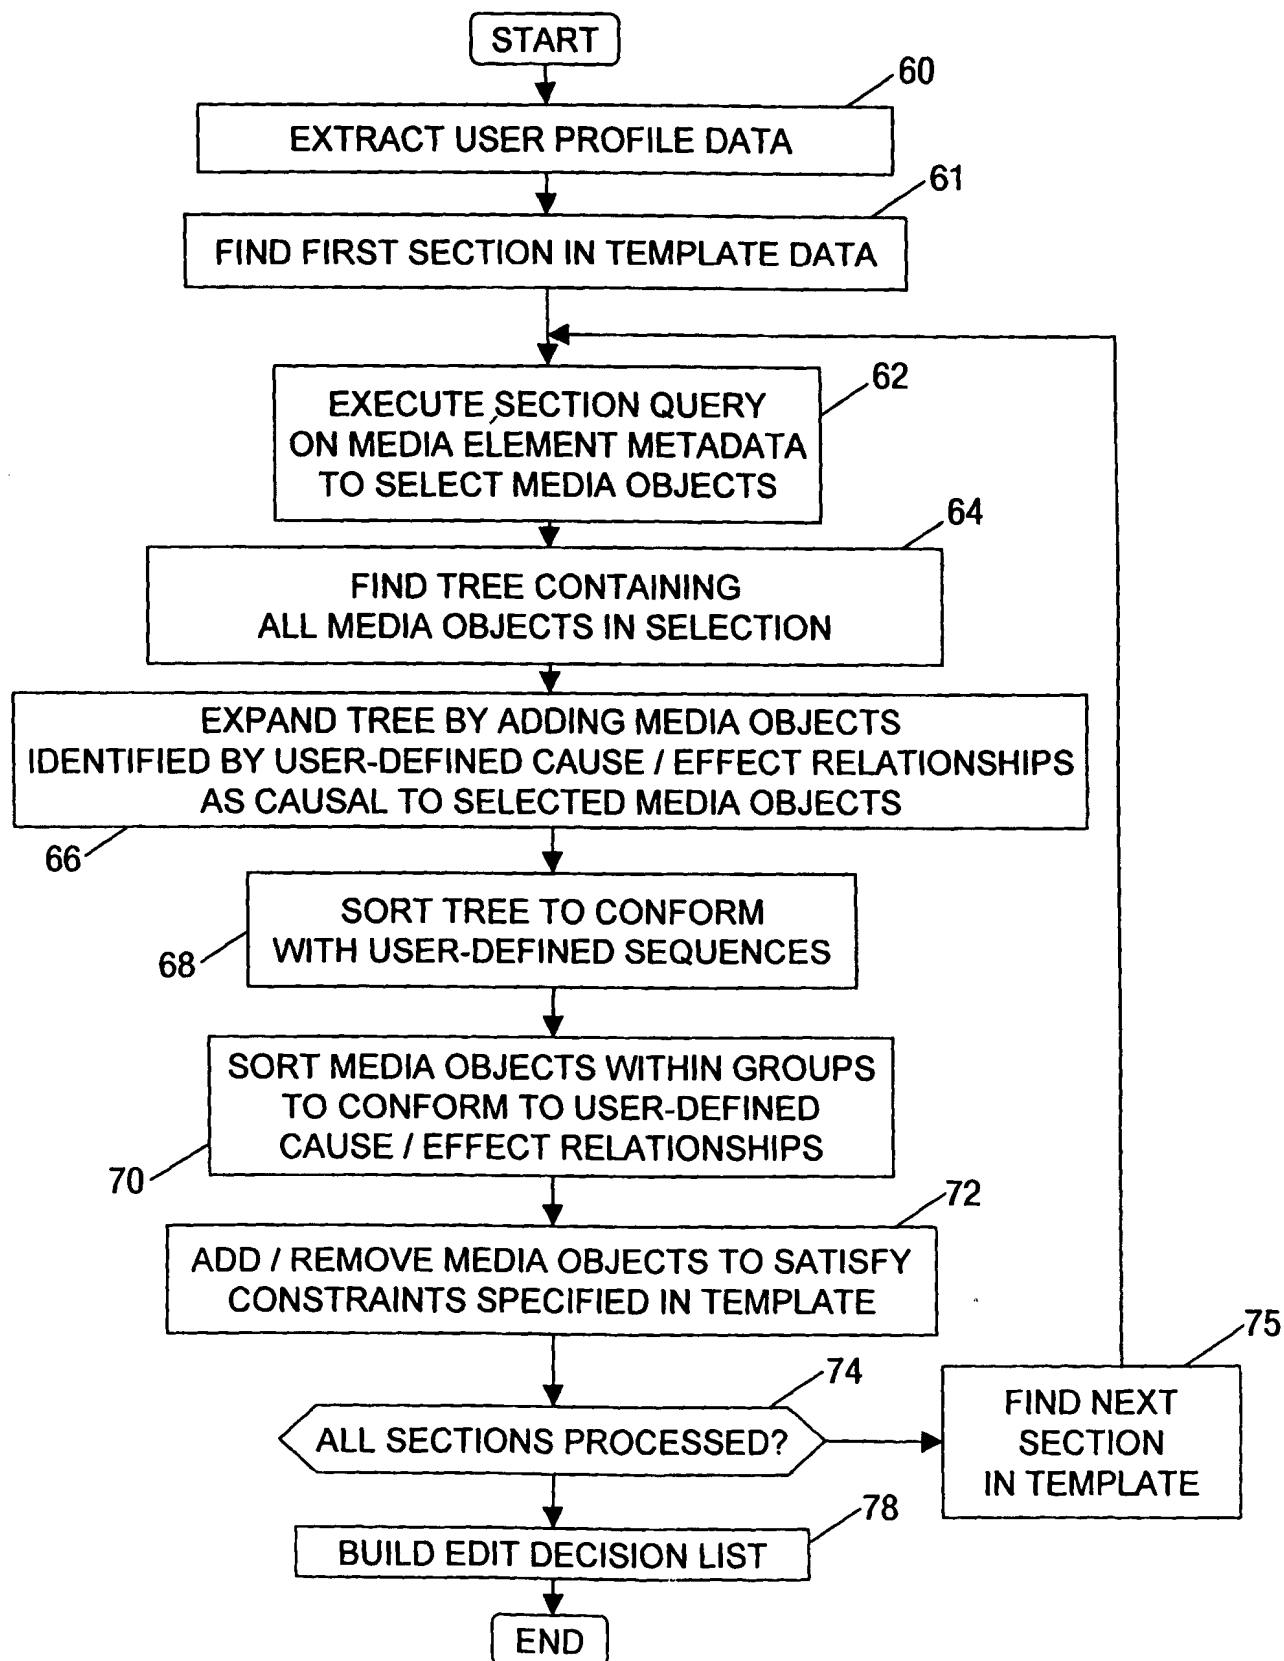 START
60
EXTRACT USER PROFILE DATA
61
FIND FIRST SECTION IN TEMPLATE DATA
62
EXECUTE SECTION QUERY
ON MEDIA ELEMENT METADATA
TO SELECT MEDIA OBJECTS
64
FIND TREE CONTAINING
ALL MEDIA OBJECTS IN SELECTION
EXPAND TREE BY ADDING MEDIA OBJECTS
IDENTIFIED BY USER-DEFINED CAUSE / EFFECT RELATIONSHIPS
AS CAUSAL TO SELECTED MEDIA OBJECTS
66
SORT TREE TO CONFORM
WITH USER-DEFINED SEQUENCES
68
SORT MEDIA OBJECTS WITHIN GROUPS
TO CONFORM TO USER-DEFINED
CAUSE / EFFECT RELATIONSHIPS
70
72
ADD / REMOVE MEDIA OBJECTS TO SATISFY
CONSTRAINTS SPECIFIED IN TEMPLATE
74
ALL SECTIONS PROCESSED?
75
FIND NEXT
SECTION
IN TEMPLATE
78
BUILD EDIT DECISION LIST
END